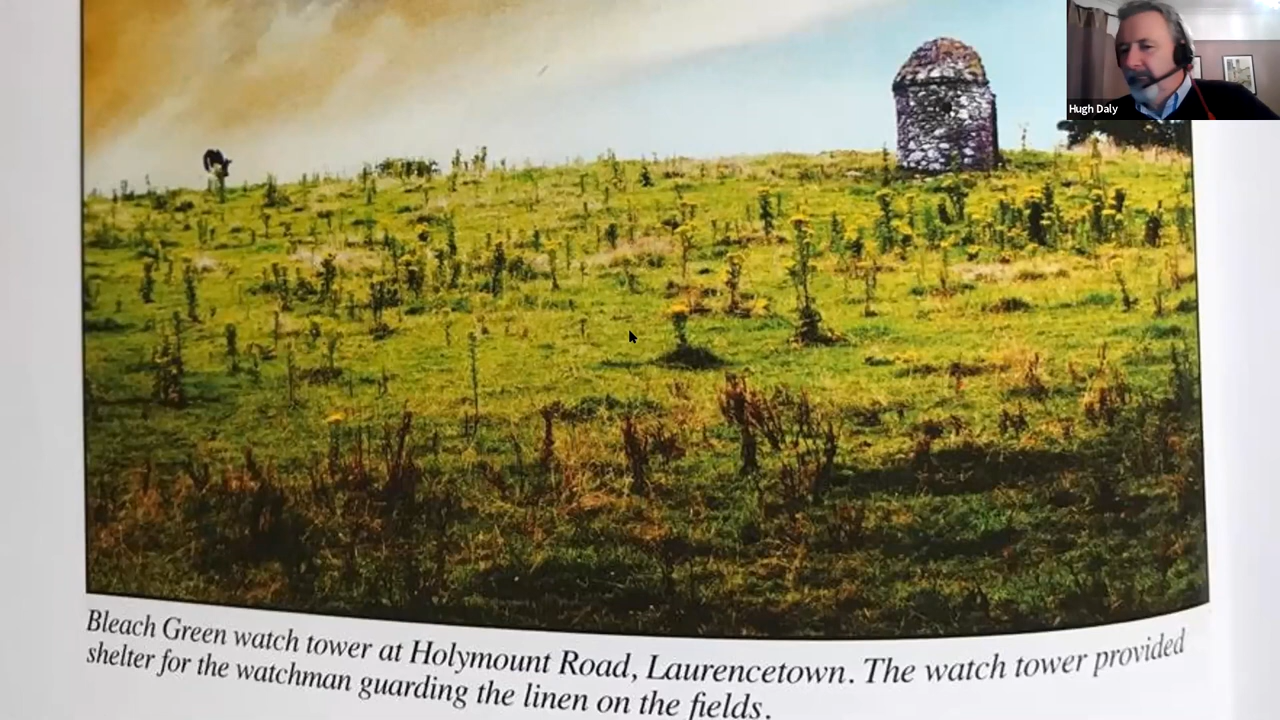 Hugh Daly
Bleach Green watch tower at Holymount Road, Laurencetown. The watch tower provided
shelter for the watchman guarding the linen on the fields.